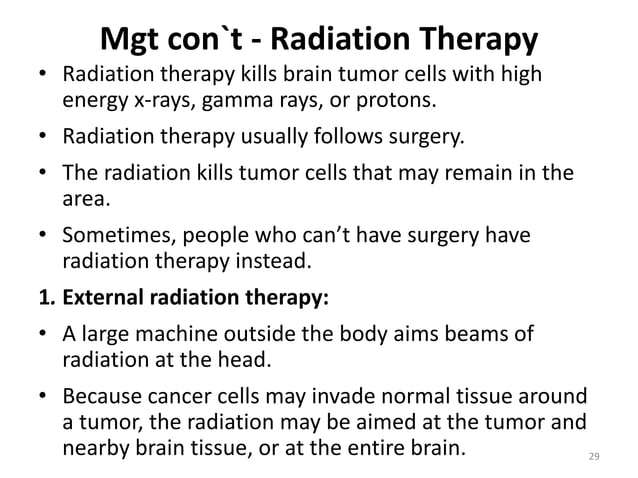 Mgt con`t - Radiation Therapy
• Radiation therapy kills brain tumor cells with high
energy x-rays, gamma rays, or protons.
• Radiation therapy usually follows surgery.
• The radiation kills tumor cells that may remain in the
area.
• Sometimes, people who can’t have surgery have
radiation therapy instead.
1. External radiation therapy:
• A large machine outside the body aims beams of
radiation at the head.
• Because cancer cells may invade normal tissue around
a tumor, the radiation may be aimed at the tumor and
nearby brain tissue, or at the entire brain.
29